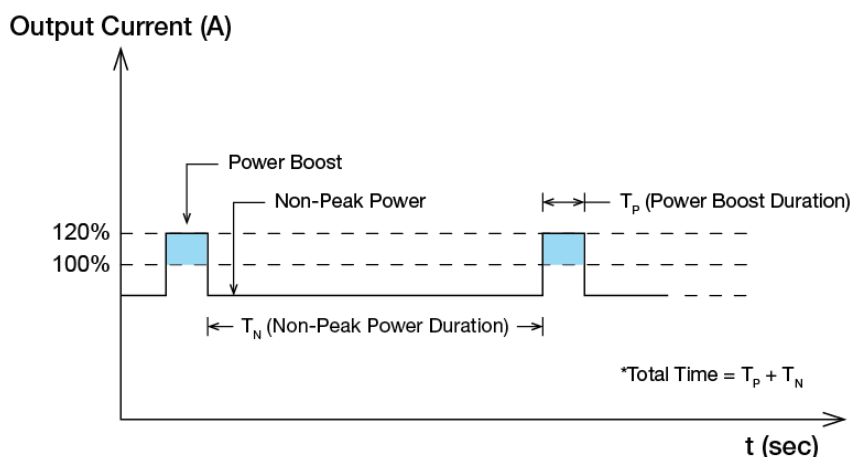 Output Current (A)
Power Boost
Non-Peak Power
T_P (Power Boost Duration)
120%
100%
T_N (Non-Peak Power Duration)
*Total Time = T_P + T_N
t (sec)